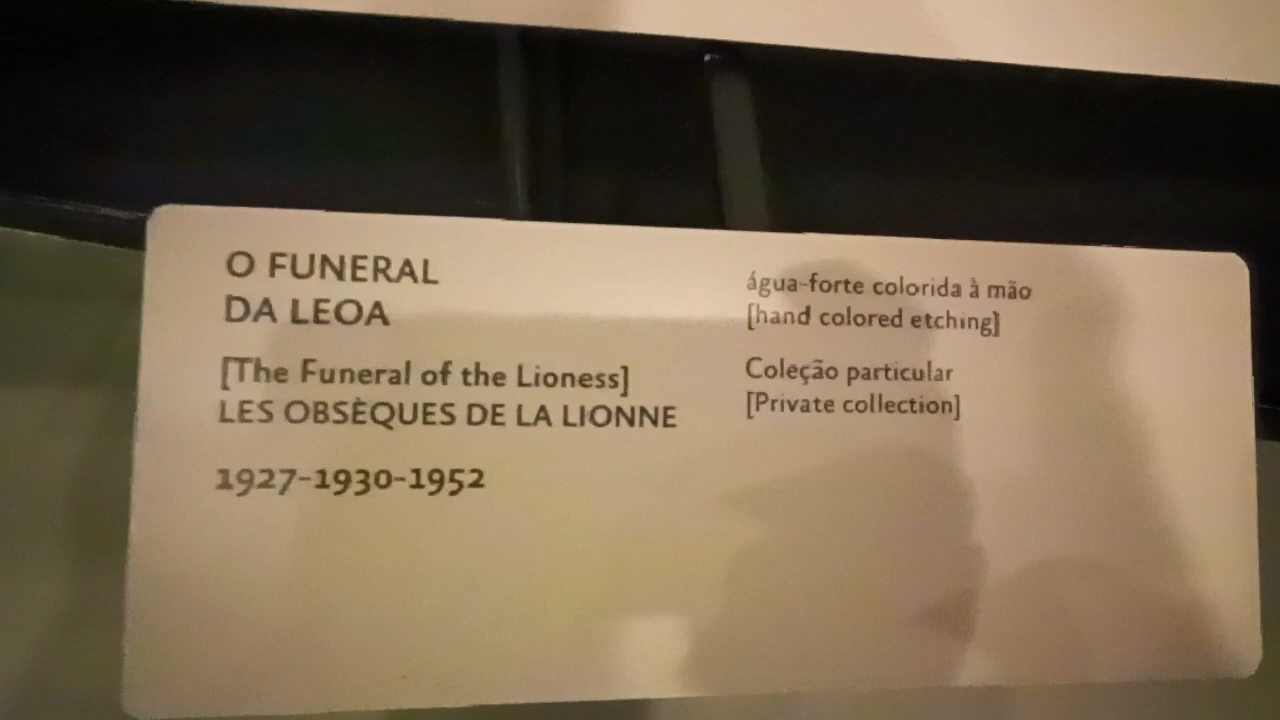 O FUNERAL
DA LEOA
[The Funeral of the Lioness]
LES OBSÈQUES DE LA LIONNE
1927-1930-1952
água-forte colorida à mão
[hand colored etching]
Coleção particular
[Private collection]